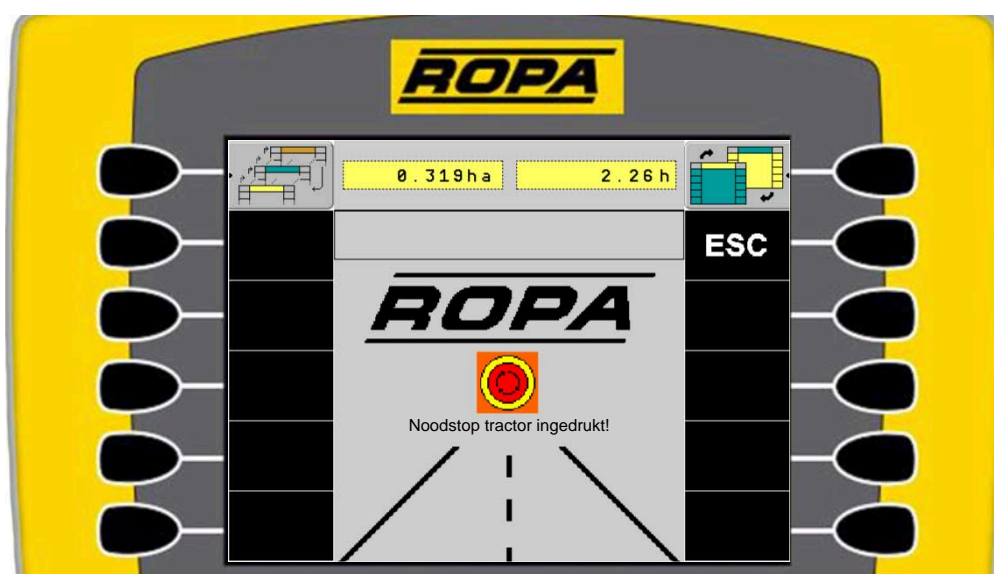 ROPA
0.319ha
2.26h
ESC
ROPA
Noodstop tractor ingedrukt!